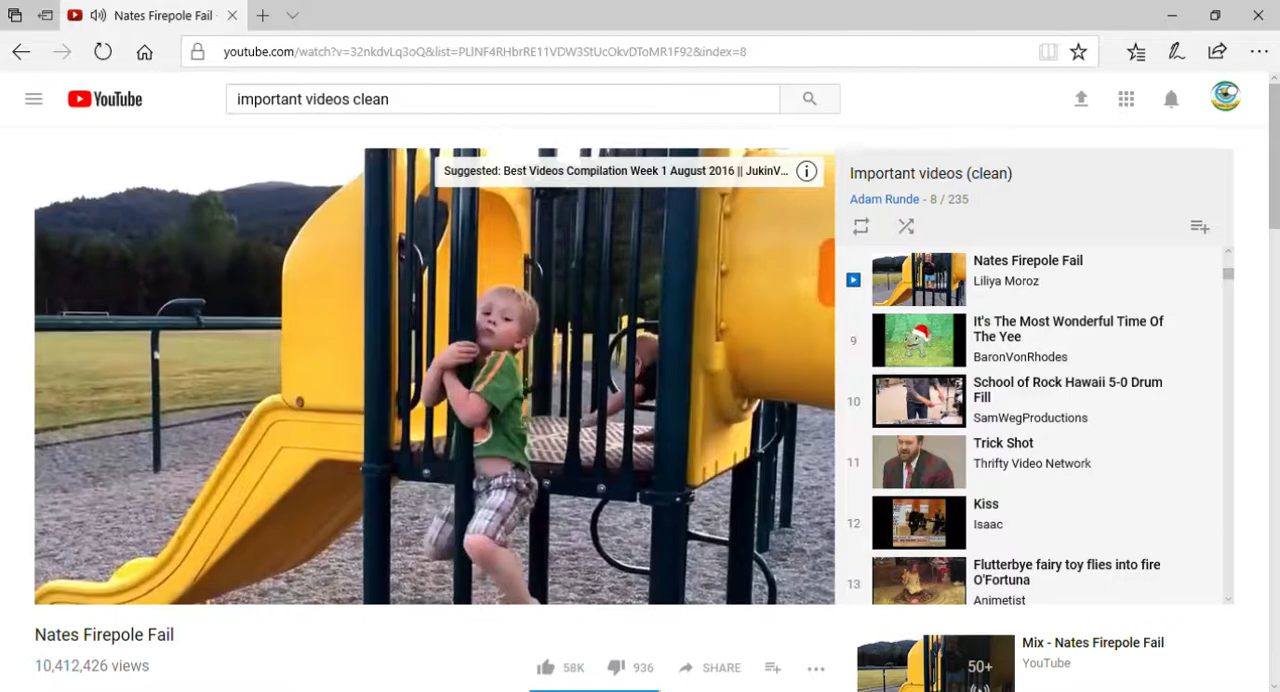 Nates Firepole Fail
youtube.com/watch?v=32nkdvLq3oQ&list=PLlNF4RHbrRE11VDW3StUcOkvDToMR1F92&index=8
YouTube
important videos clean
Suggested: Best Videos Compilation Week 1 August 2016 || JukinV...
Important videos (clean)
Adam Runde - 8 / 235
Nates Firepole Fail
Liliya Moroz
9
It's The Most Wonderful Time Of
The Yee
BaronVonRhodes
10
School of Rock Hawaii 5-0 Drum
Fill
SamWegProductions
11
Trick Shot
Thrifty Video Network
12
Kiss
Isaac
13
Flutterbye fairy toy flies into fire
O'Fortuna
Animetist
Nates Firepole Fail
10,412,426 views
58K
936
SHARE
50+
Mix - Nates Firepole Fail
YouTube